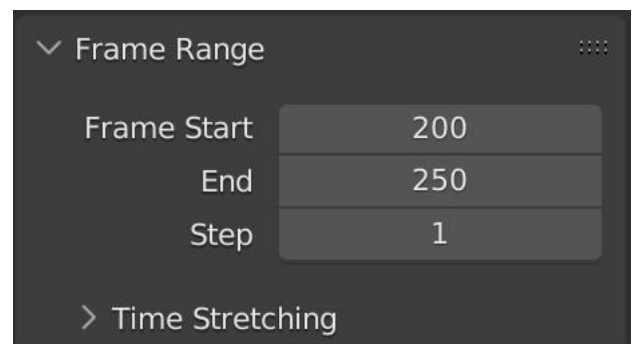 Frame Range
Frame Start 200
End 250
Step 1
Time Stretching